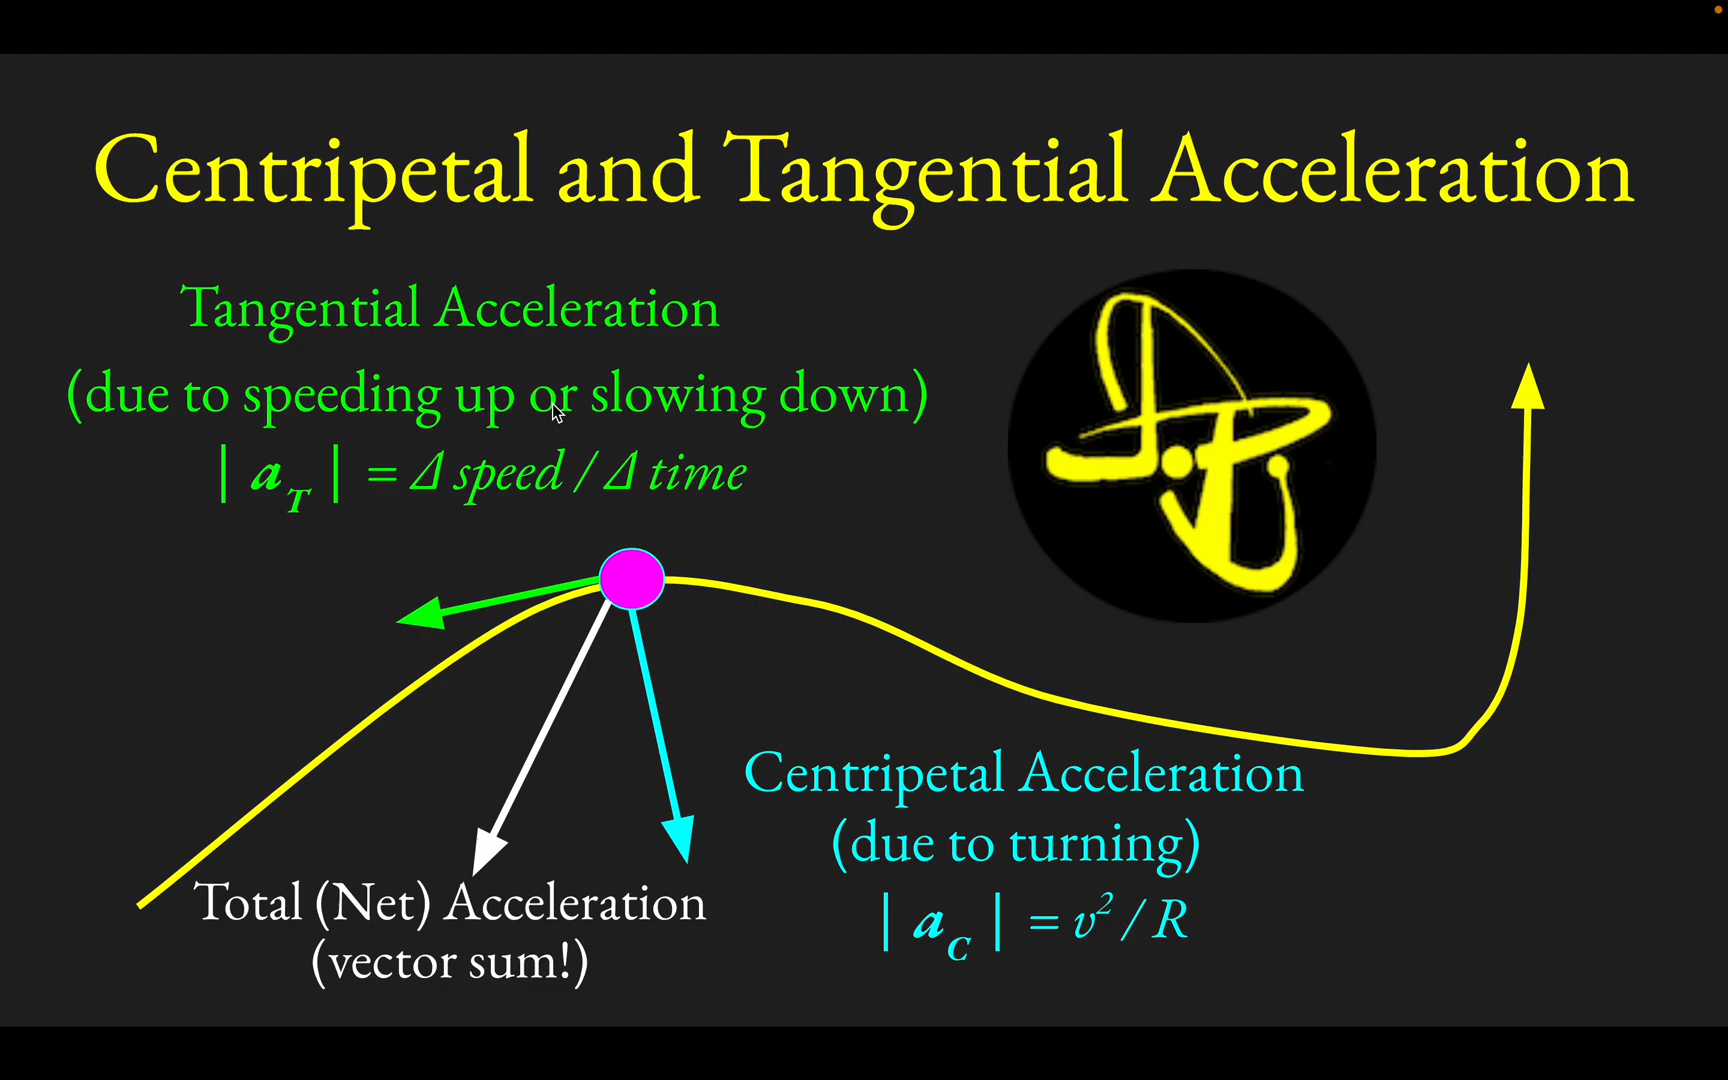 Centripetal and Tangential Acceleration
Tangential Acceleration
(due to speeding up or slowing down)
| a_T | = Δ speed / Δ time
Centripetal Acceleration
(due to turning)
| a_C | = v² / R
Total (Net) Acceleration
(vector sum!)